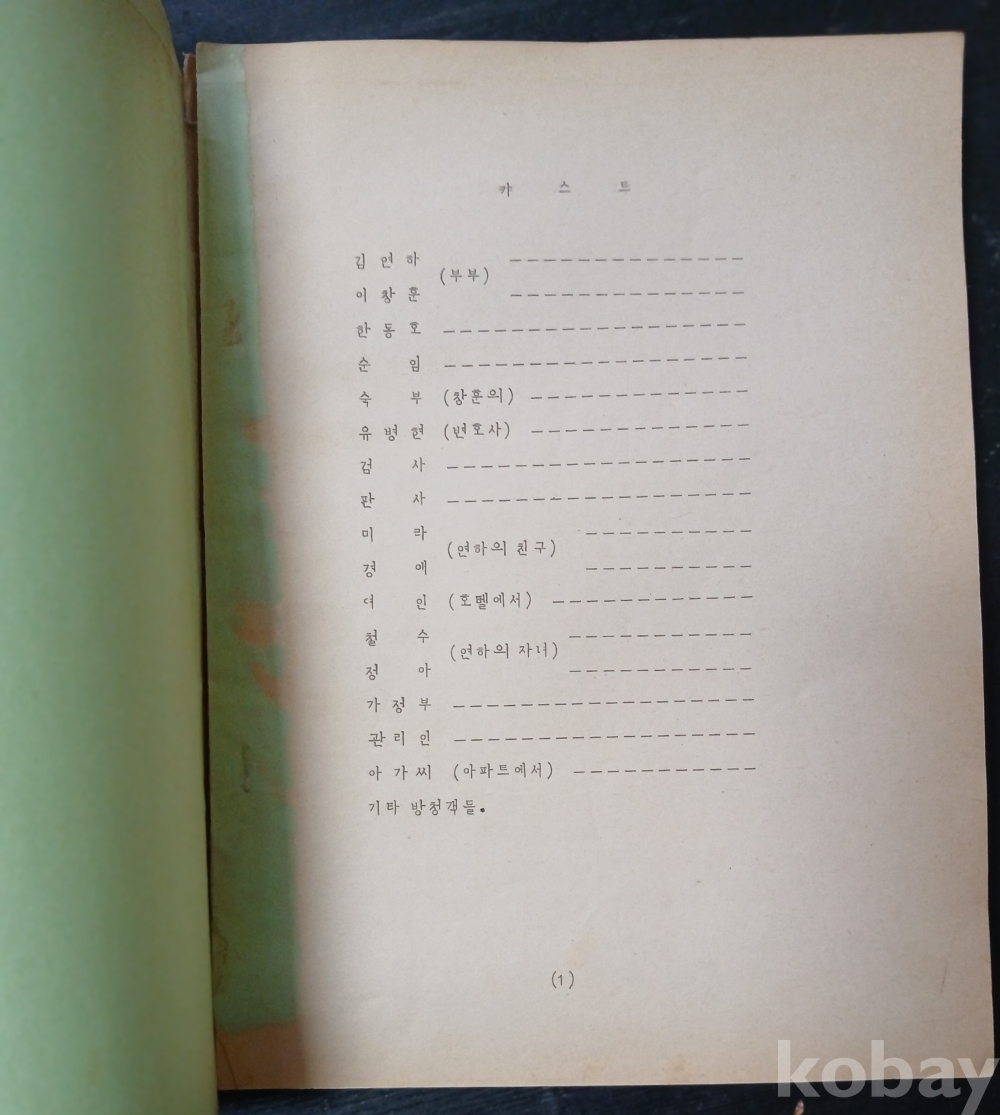 캬 스 트
김 연 하 ——————————————
(부부)
이 창 훈 ——————————————
한 동 호 ——————————————————
순 임 ——————————————————
숙 부 (창훈의) —————————————
유 병 현 (변호사) —————————————
검 사 ——————————————————
판 사 ——————————————————
미 라 ——————————
(연하의 친구)
경 애 ——————————
여 인 (호텔에서) ————————————
철 수 ———————————
(연하의 자녀)
정 아 ———————————
가 정 부 ——————————————————
관 리 인 ——————————————————
아 가 씨 (아파트에서) ———————————
기타 방청객들.
(1)
kobay